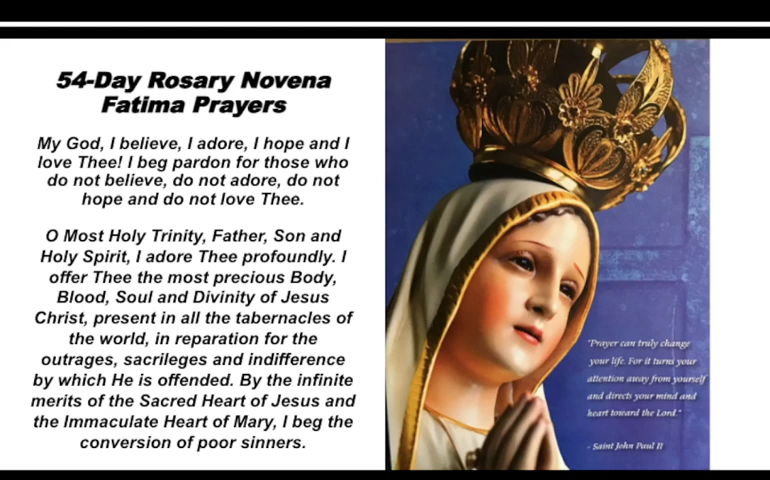 54-Day Rosary Novena
Fatima Prayers
My God, I believe, I adore, I hope and I
love Thee! I beg pardon for those who
do not believe, do not adore, do not
hope and do not love Thee.
O Most Holy Trinity, Father, Son and
Holy Spirit, I adore Thee profoundly. I
offer Thee the most precious Body,
Blood, Soul and Divinity of Jesus
Christ, present in all the tabernacles of
the world, in reparation for the
outrages, sacrileges and indifference
by which He is offended. By the infinite
merits of the Sacred Heart of Jesus and
the Immaculate Heart of Mary, I beg the
conversion of poor sinners.
"Prayer can truly change
your life. For it turns your
attention away from yourself
and directs your mind and
heart toward the Lord."
- Saint John Paul II